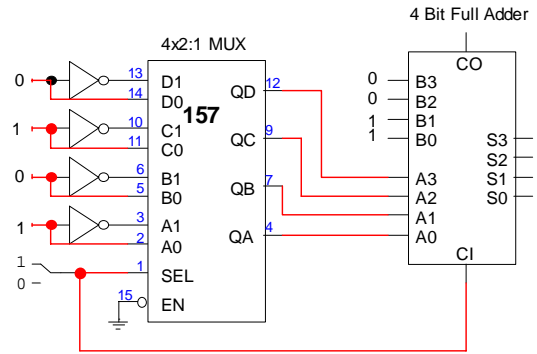 4 Bit Full Adder
4x2:1 MUX
CO
0 13 D1 QD 12 0 B3
14 D0 0 B2
157 1 B1
1 10 C1 QC 9 1 B0 S3
11 C0 S2
0 6 B1 A3 S1
5 B0 QB 7 A2 S0
1 3 A1 A1
2 A0 QA 4 A0
1 1 SEL CI
0
15 EN